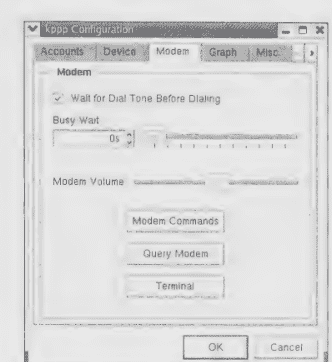 kppp Configuration
Accounts Device Modem Graph Misc.
Modem
Wait for Dial Tone Before Dialing
Busy Wait
0s
Modem Volume
Modem Commands
Query Modem
Terminal
OK Cancel